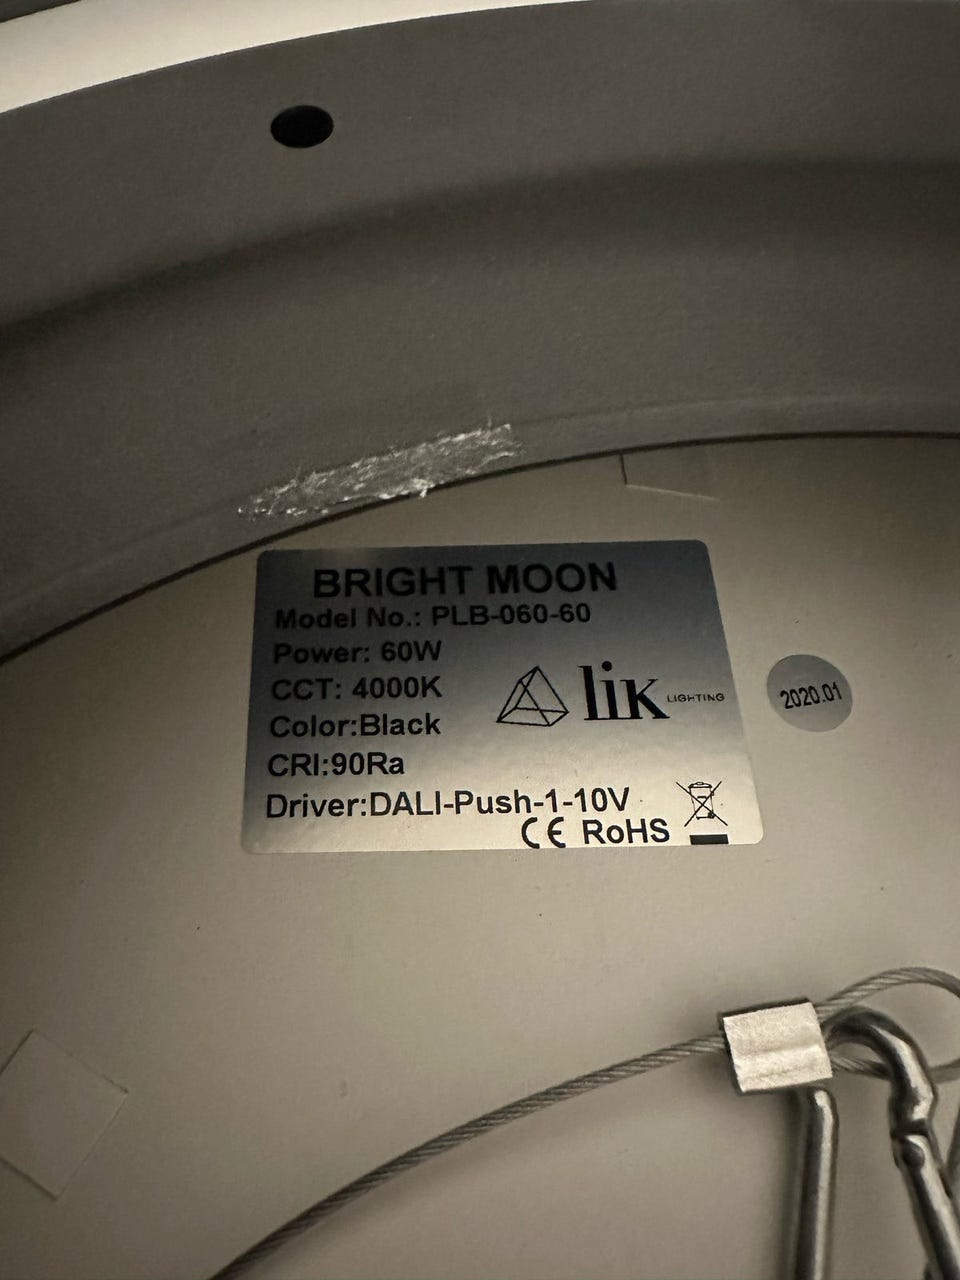 BRIGHT MOON
Model No.: PLB-060-60
Power: 60W
CCT: 4000K
Color:Black
CRI:90Ra
Driver:DALI-Push-1-10V
CE RoHS
lik LIGHTING
2020.01